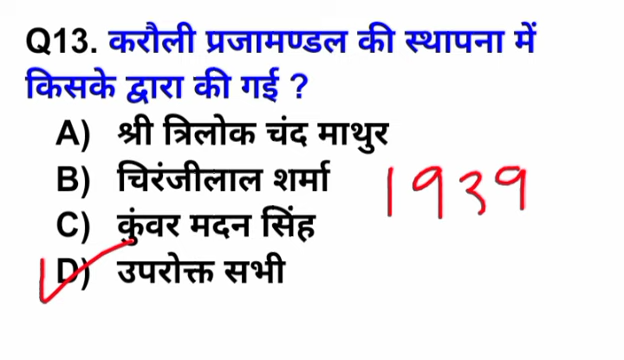 Q13. करौली प्रजामण्डल की स्थापना में
किसके द्वारा की गई ?
A) श्री त्रिलोक चंद माथुर
B) चिरंजीलाल शर्मा
1939
C) कुंवर मदन सिंह
D) उपरोक्त सभी